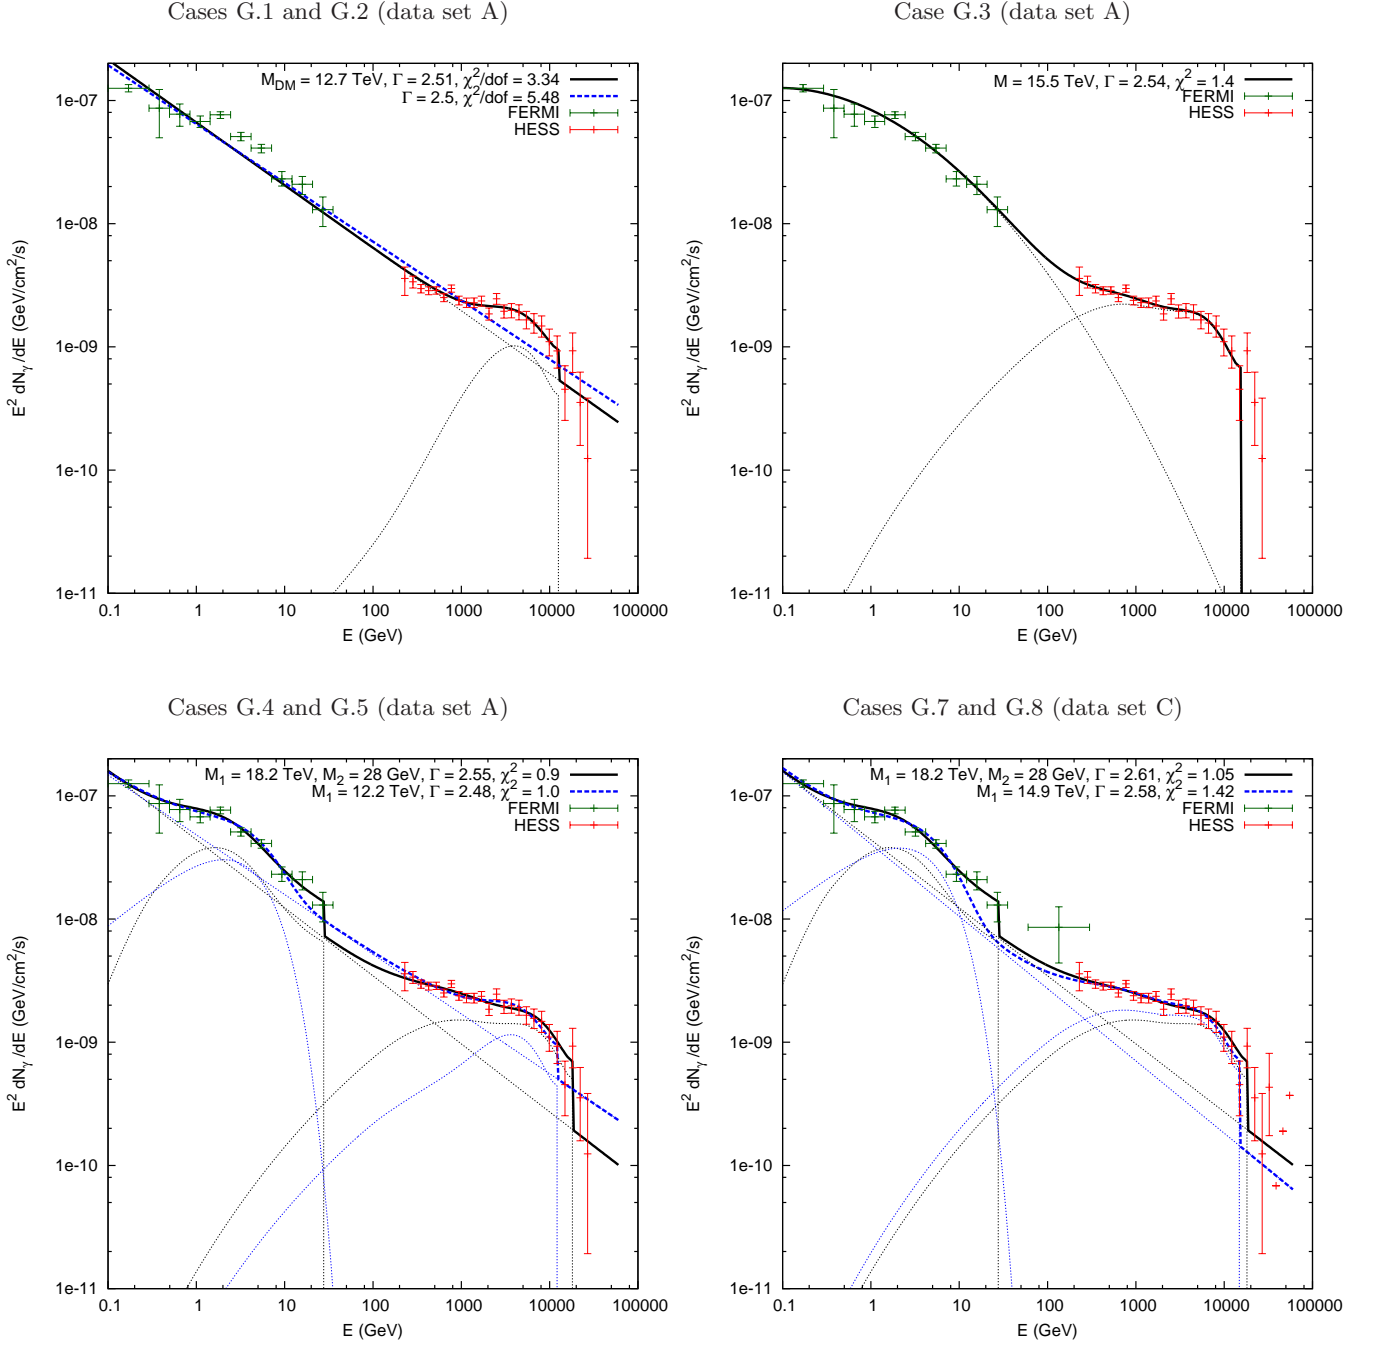 Cases G.1 and G.2 (data set A)
M_DM = 12.7 TeV, Γ = 2.51, χ²/dof = 3.34
Γ = 2.5, χ²/dof = 5.48
FERMI
HESS
1e-07
1e-08
1e-09
1e-10
1e-11
E² dN_γ/dE (GeV/cm²/s)
0.1 1 10 100 1000 10000 100000
E (GeV)
Case G.3 (data set A)
M = 15.5 TeV, Γ = 2.54, χ² = 1.4
FERMI
HESS
1e-07
1e-08
1e-09
1e-10
1e-11
E² dN_γ/dE (GeV/cm²/s)
0.1 1 10 100 1000 10000 100000
E (GeV)
Cases G.4 and G.5 (data set A)
M₁ = 18.2 TeV, M₂ = 28 GeV, Γ = 2.55, χ² = 0.9
M₁ = 12.2 TeV, Γ = 2.48, χ² = 1.0
FERMI
HESS
1e-07
1e-08
1e-09
1e-10
1e-11
E² dN_γ/dE (GeV/cm²/s)
0.1 1 10 100 1000 10000 100000
E (GeV)
Cases G.7 and G.8 (data set C)
M₁ = 18.2 TeV, M₂ = 28 GeV, Γ = 2.61, χ² = 1.05
M₁ = 14.9 TeV, Γ = 2.58, χ² = 1.42
FERMI
HESS
1e-07
1e-08
1e-09
1e-10
1e-11
E² dN_γ/dE (GeV/cm²/s)
0.1 1 10 100 1000 10000 100000
E (GeV)